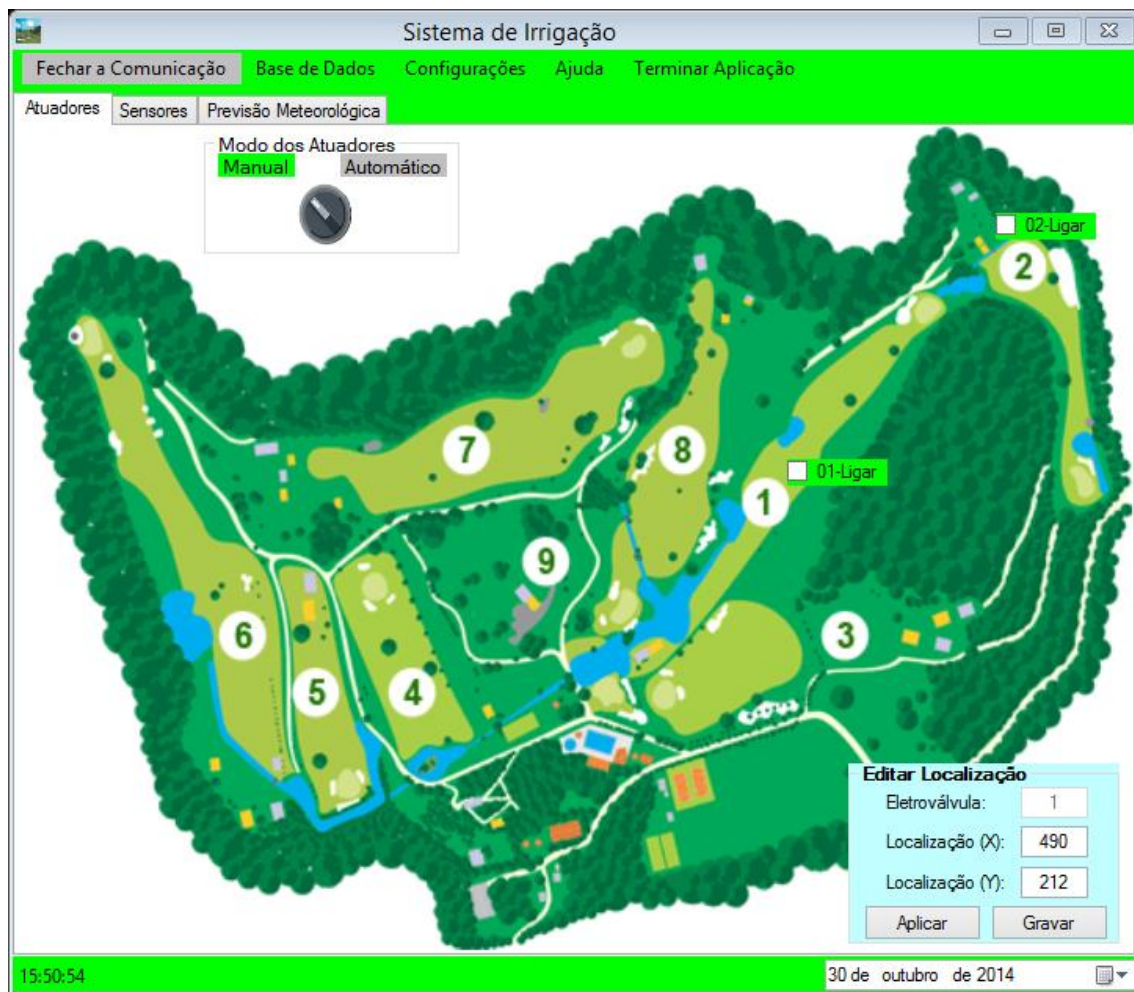 Sistema de Irrigação
Fechar a Comunicação Base de Dados Configurações Ajuda Terminar Aplicação
Atuadores Sensores Previsão Meteorológica
Modo dos Atuadores
Manual Automático
02-Ligar
2
7
8
01-Ligar
1
9
6
5
4
3
Editar Localização
Eletroválvula: 1
Localização (X): 490
Localização (Y): 212
Aplicar Gravar
15:50:54 30 de outubro de 2014